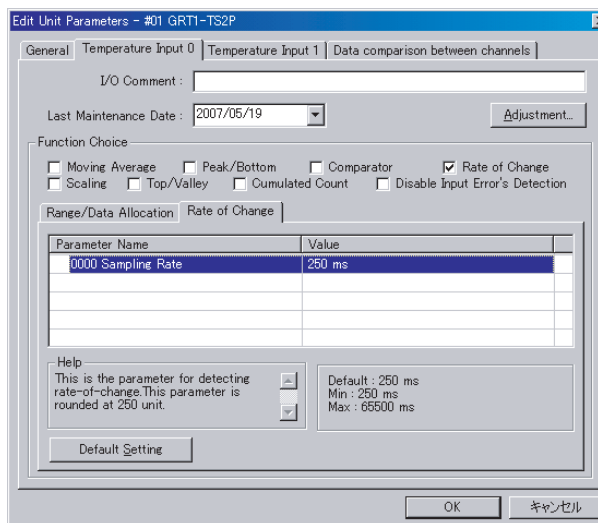 Edit Unit Parameters - #01 GRT1-TS2P
General Temperature Input 0 Temperature Input 1 Data comparison between channels
I/O Comment :
Last Maintenance Date : 2007/05/19 Adjustment...
Function Choice
Moving Average Peak/Bottom Comparator Rate of Change
Scaling Top/Valley Cumulated Count Disable Input Error's Detection
Range/Data Allocation Rate of Change
Parameter Name Value
0000 Sampling Rate 250 ms
Help
This is the parameter for detecting
rate-of-change.This parameter is
rounded at 250 unit.
Default : 250 ms
Min : 250 ms
Max : 65500 ms
Default Setting
OK キャンセル